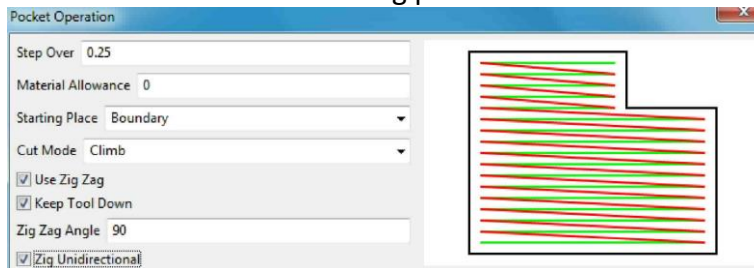 Pocket Operation
Step Over 0.25
Material Allowance 0
Starting Place Boundary
Cut Mode Climb
Use Zig Zag
Keep Tool Down
Zig Zag Angle 90
Zig Unidirectional